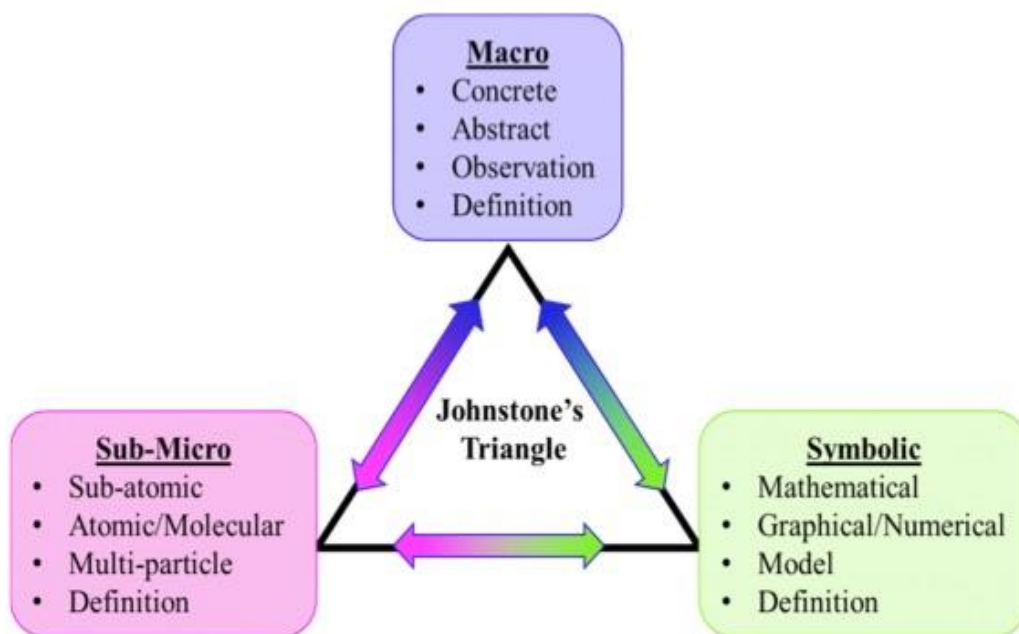 Macro
• Concrete
• Abstract
• Observation
• Definition
Johnstone's
Triangle
Sub-Micro
• Sub-atomic
• Atomic/Molecular
• Multi-particle
• Definition
Symbolic
• Mathematical
• Graphical/Numerical
• Model
• Definition